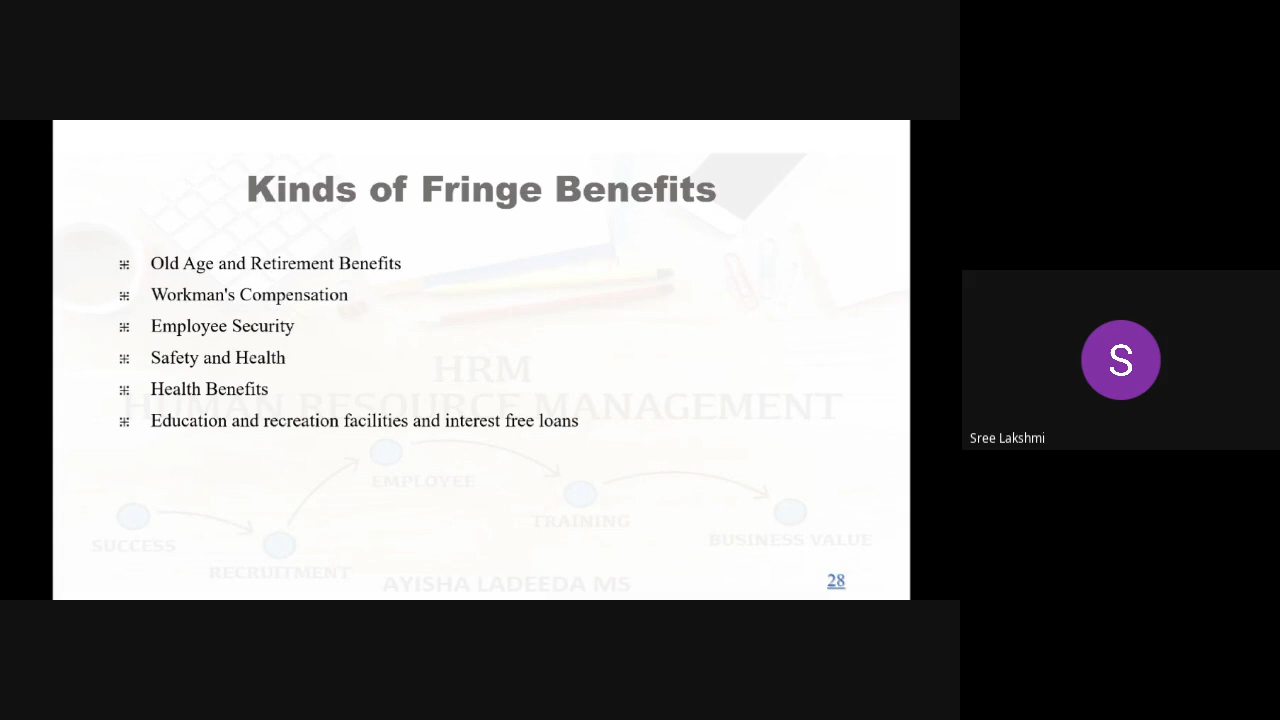 Kinds of Fringe Benefits
Old Age and Retirement Benefits
Workman's Compensation
Employee Security
Safety and Health
Health Benefits
Education and recreation facilities and interest free loans
HRM
HUMAN RESOURCE MANAGEMENT
EMPLOYEE
TRAINING
SUCCESS
BUSINESS VALUE
RECRUITMENT
AYISHA LADEEDA MS
28
S
Sree Lakshmi